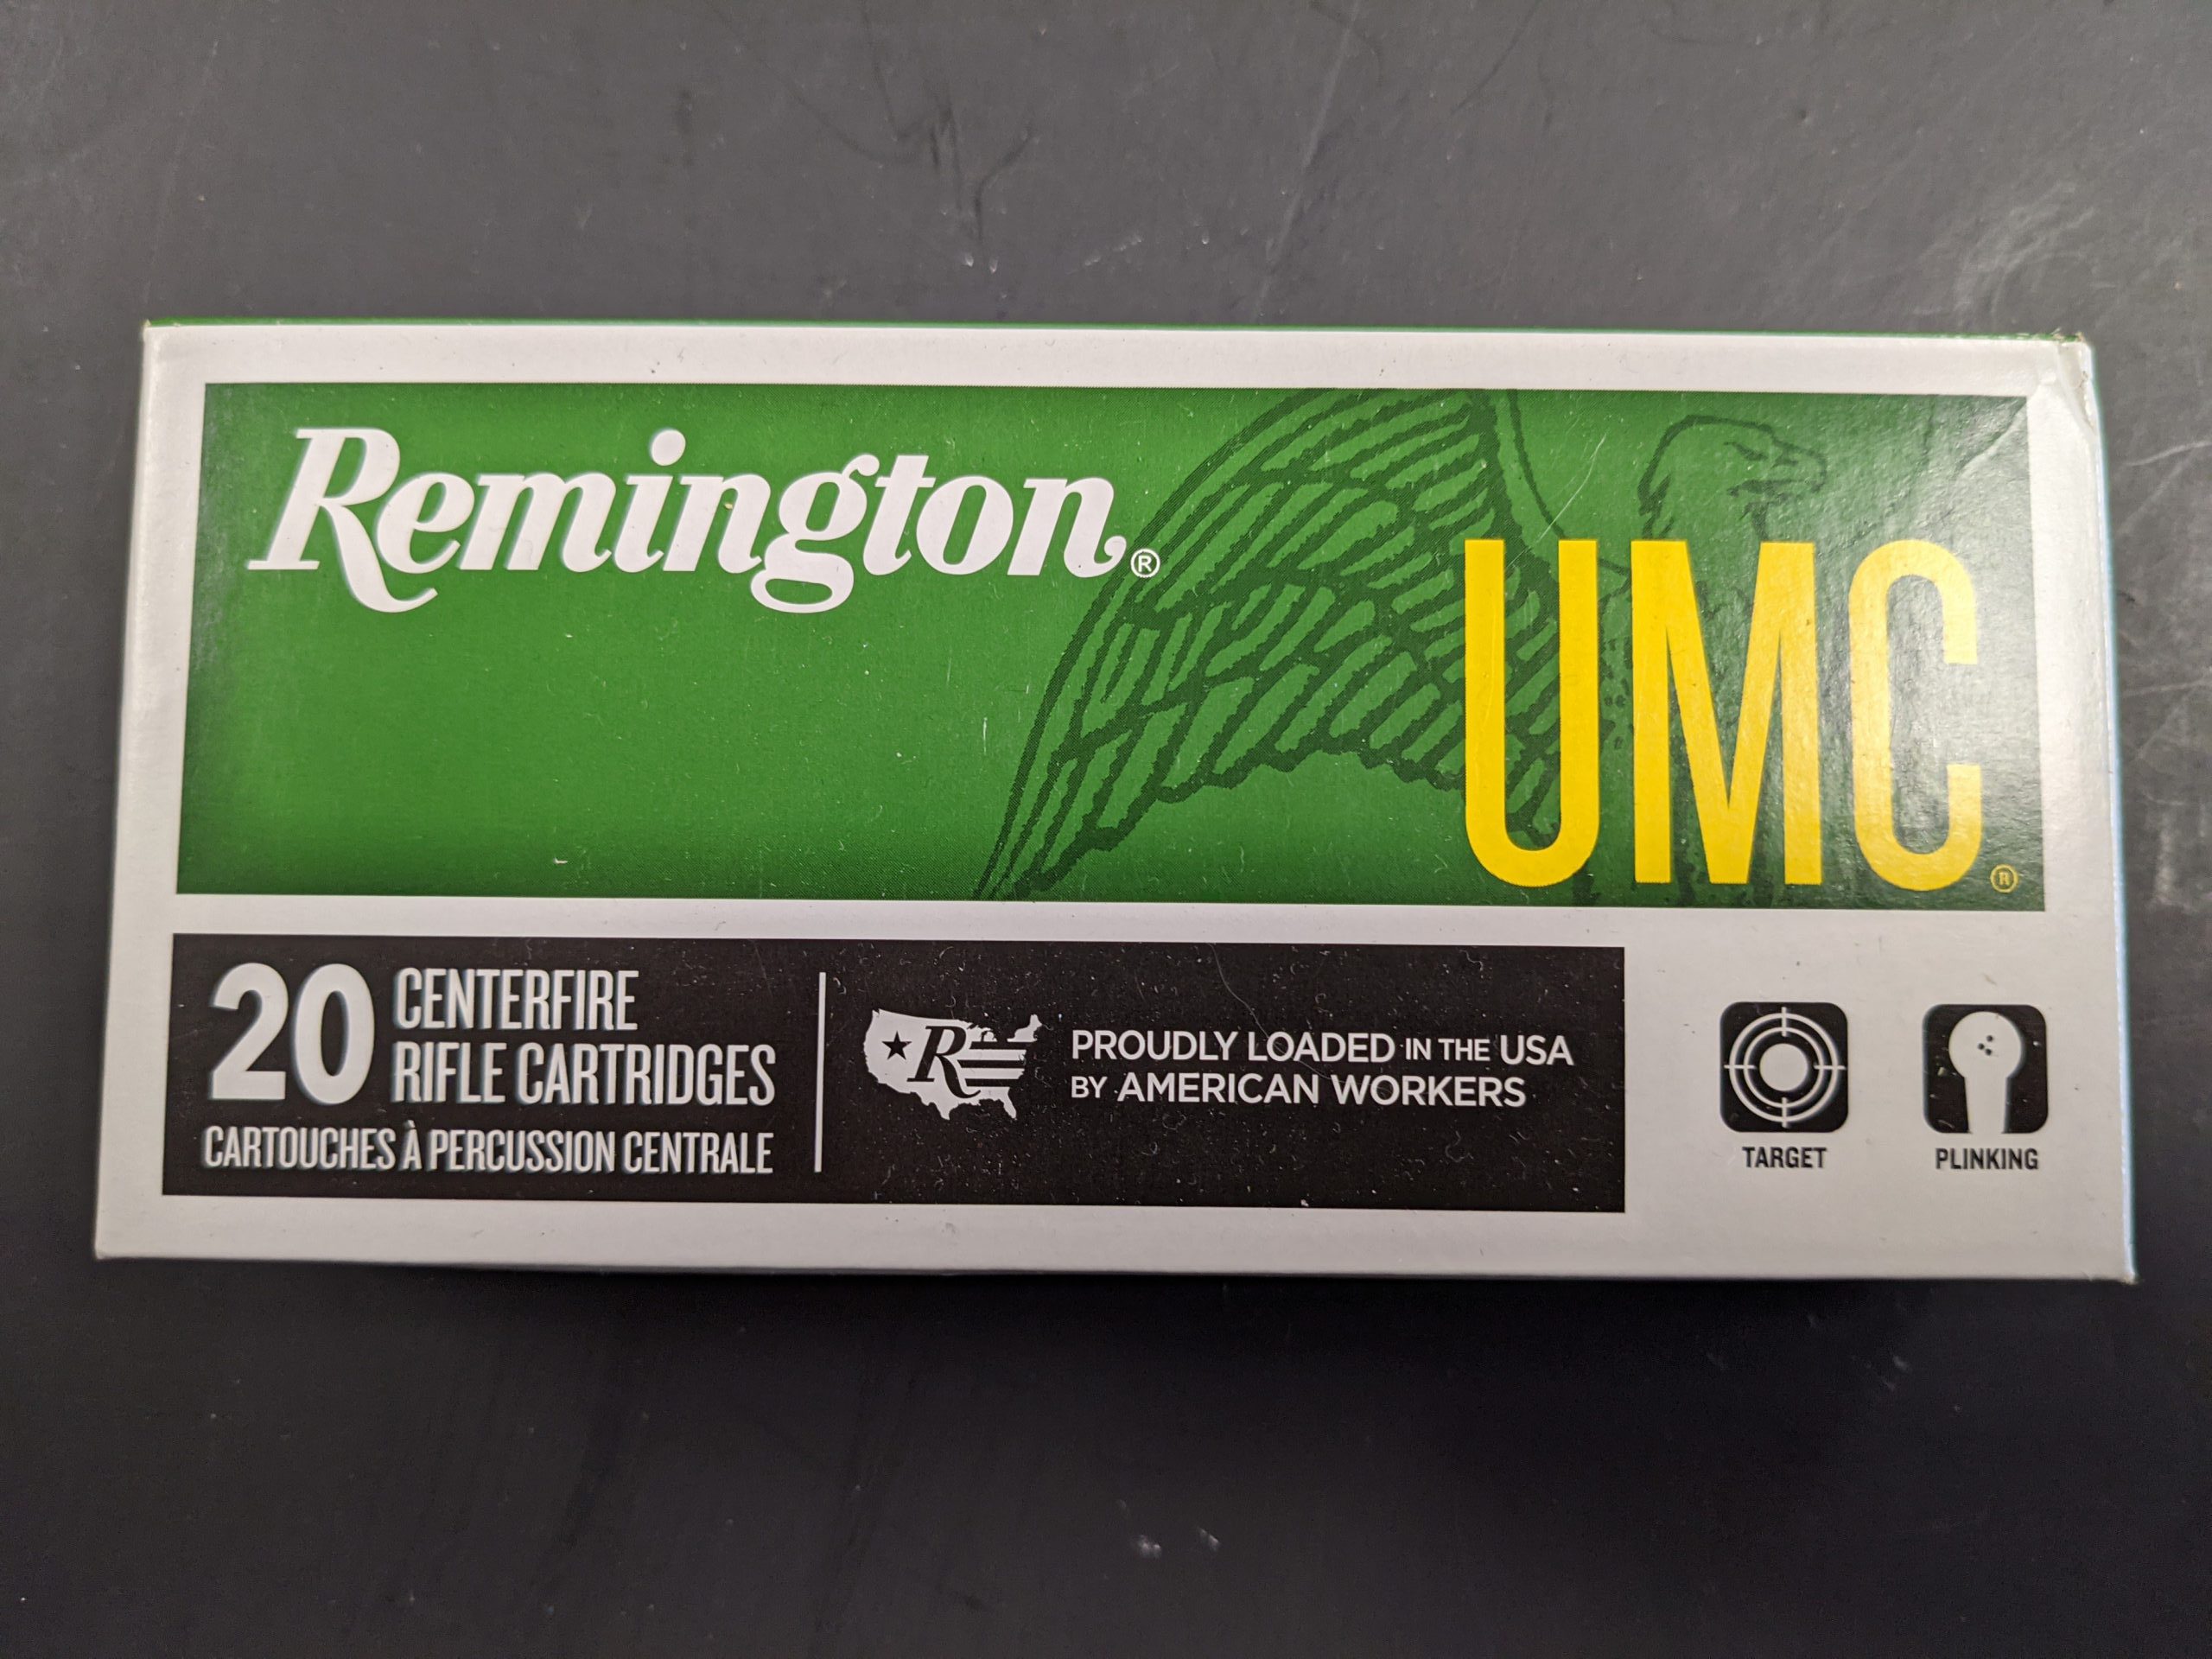 Remington®
UMC®
20 CENTERFIRE
RIFLE CARTRIDGES
CARTOUCHES À PERCUSSION CENTRALE
R
PROUDLY LOADED IN THE USA
BY AMERICAN WORKERS
TARGET
PLINKING